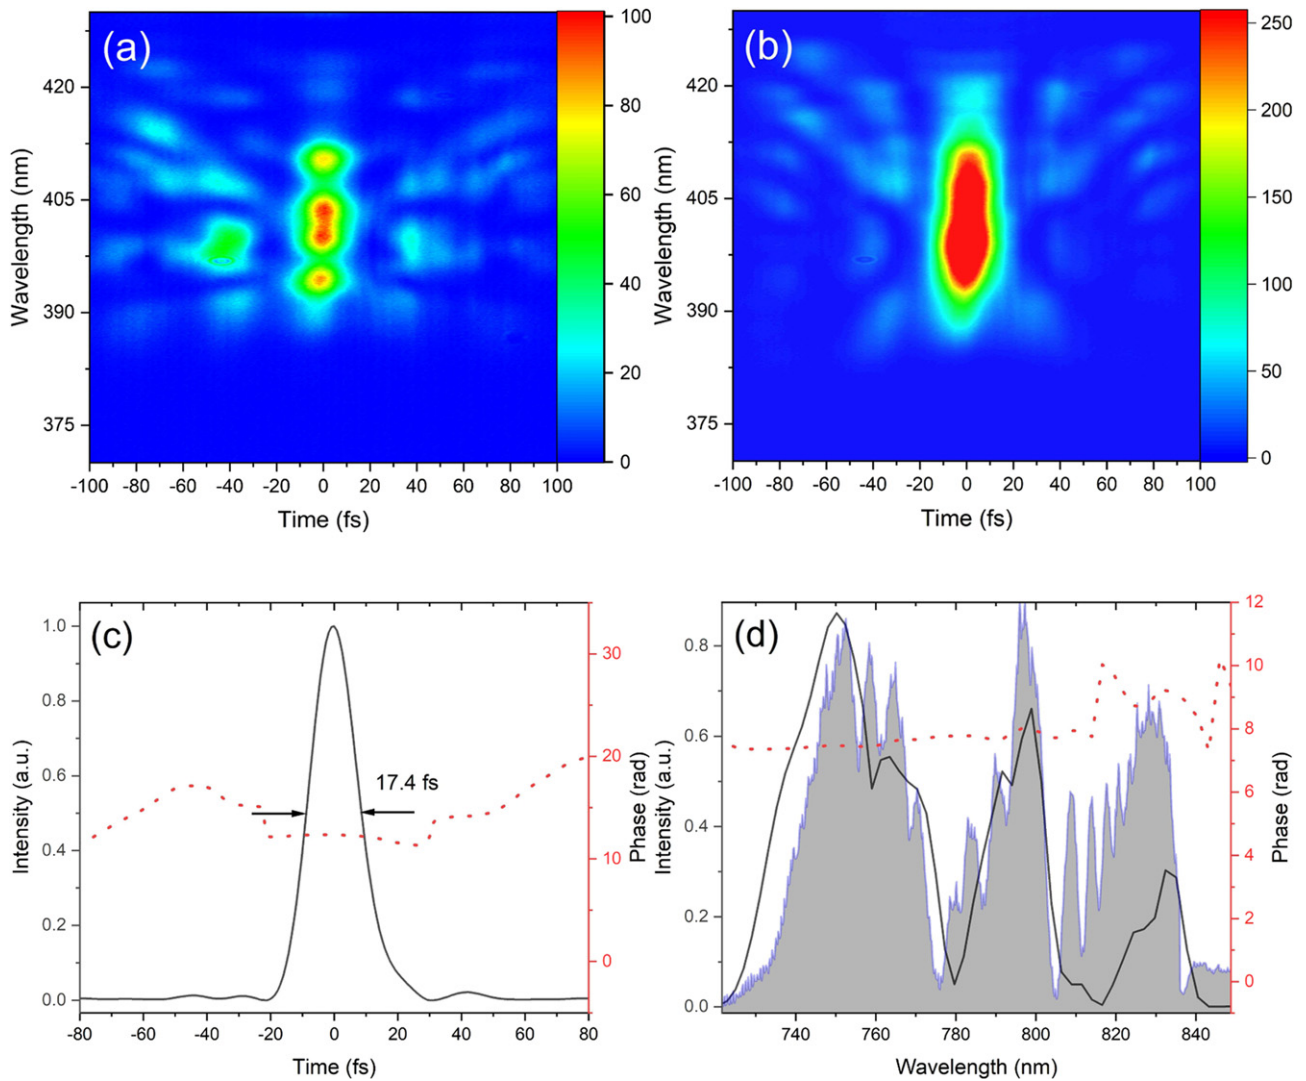 (a)
Wavelength (nm)
420
405
390
375
-100 -80 -60 -40 -20 0 20 40 60 80 100
Time (fs)
100
80
60
40
20
0
(b)
Wavelength (nm)
420
405
390
375
-100 -80 -60 -40 -20 0 20 40 60 80 100
Time (fs)
250
200
150
100
50
0
(c)
Intensity (a.u.)
1.0
0.8
0.6
0.4
0.2
0.0
17.4 fs
-80 -60 -40 -20 0 20 40 60 80
Time (fs)
30
20
10
0
Phase (rad)
(d)
Intensity (a.u.)
0.8
0.6
0.4
0.2
0.0
740 760 780 800 820 840
Wavelength (nm)
12
10
8
6
4
2
0
Phase (rad)